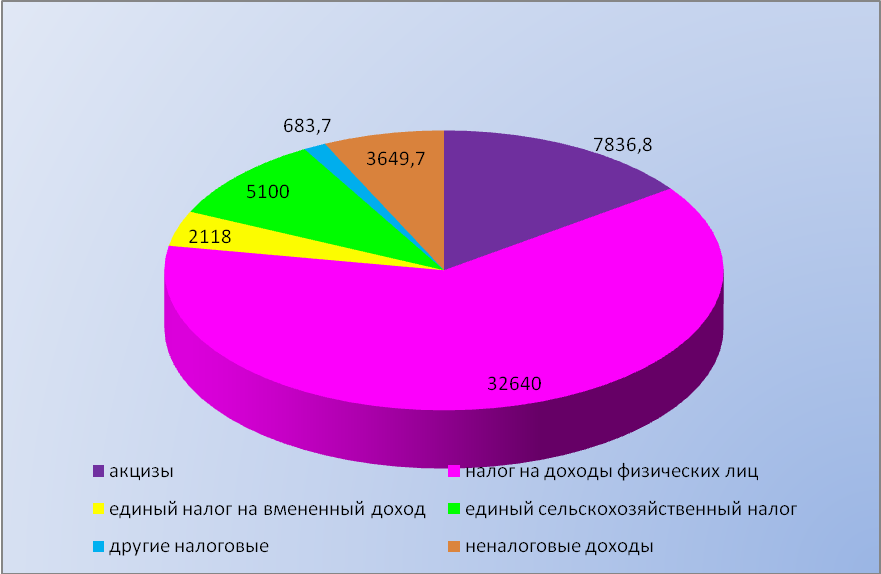 683,7
7836,8
3649,7
5100
2118
32640
акцизы
налог на доходы физических лиц
единый налог на вмененный доход
единый сельскохозяйственный налог
другие налоговые
неналоговые доходы